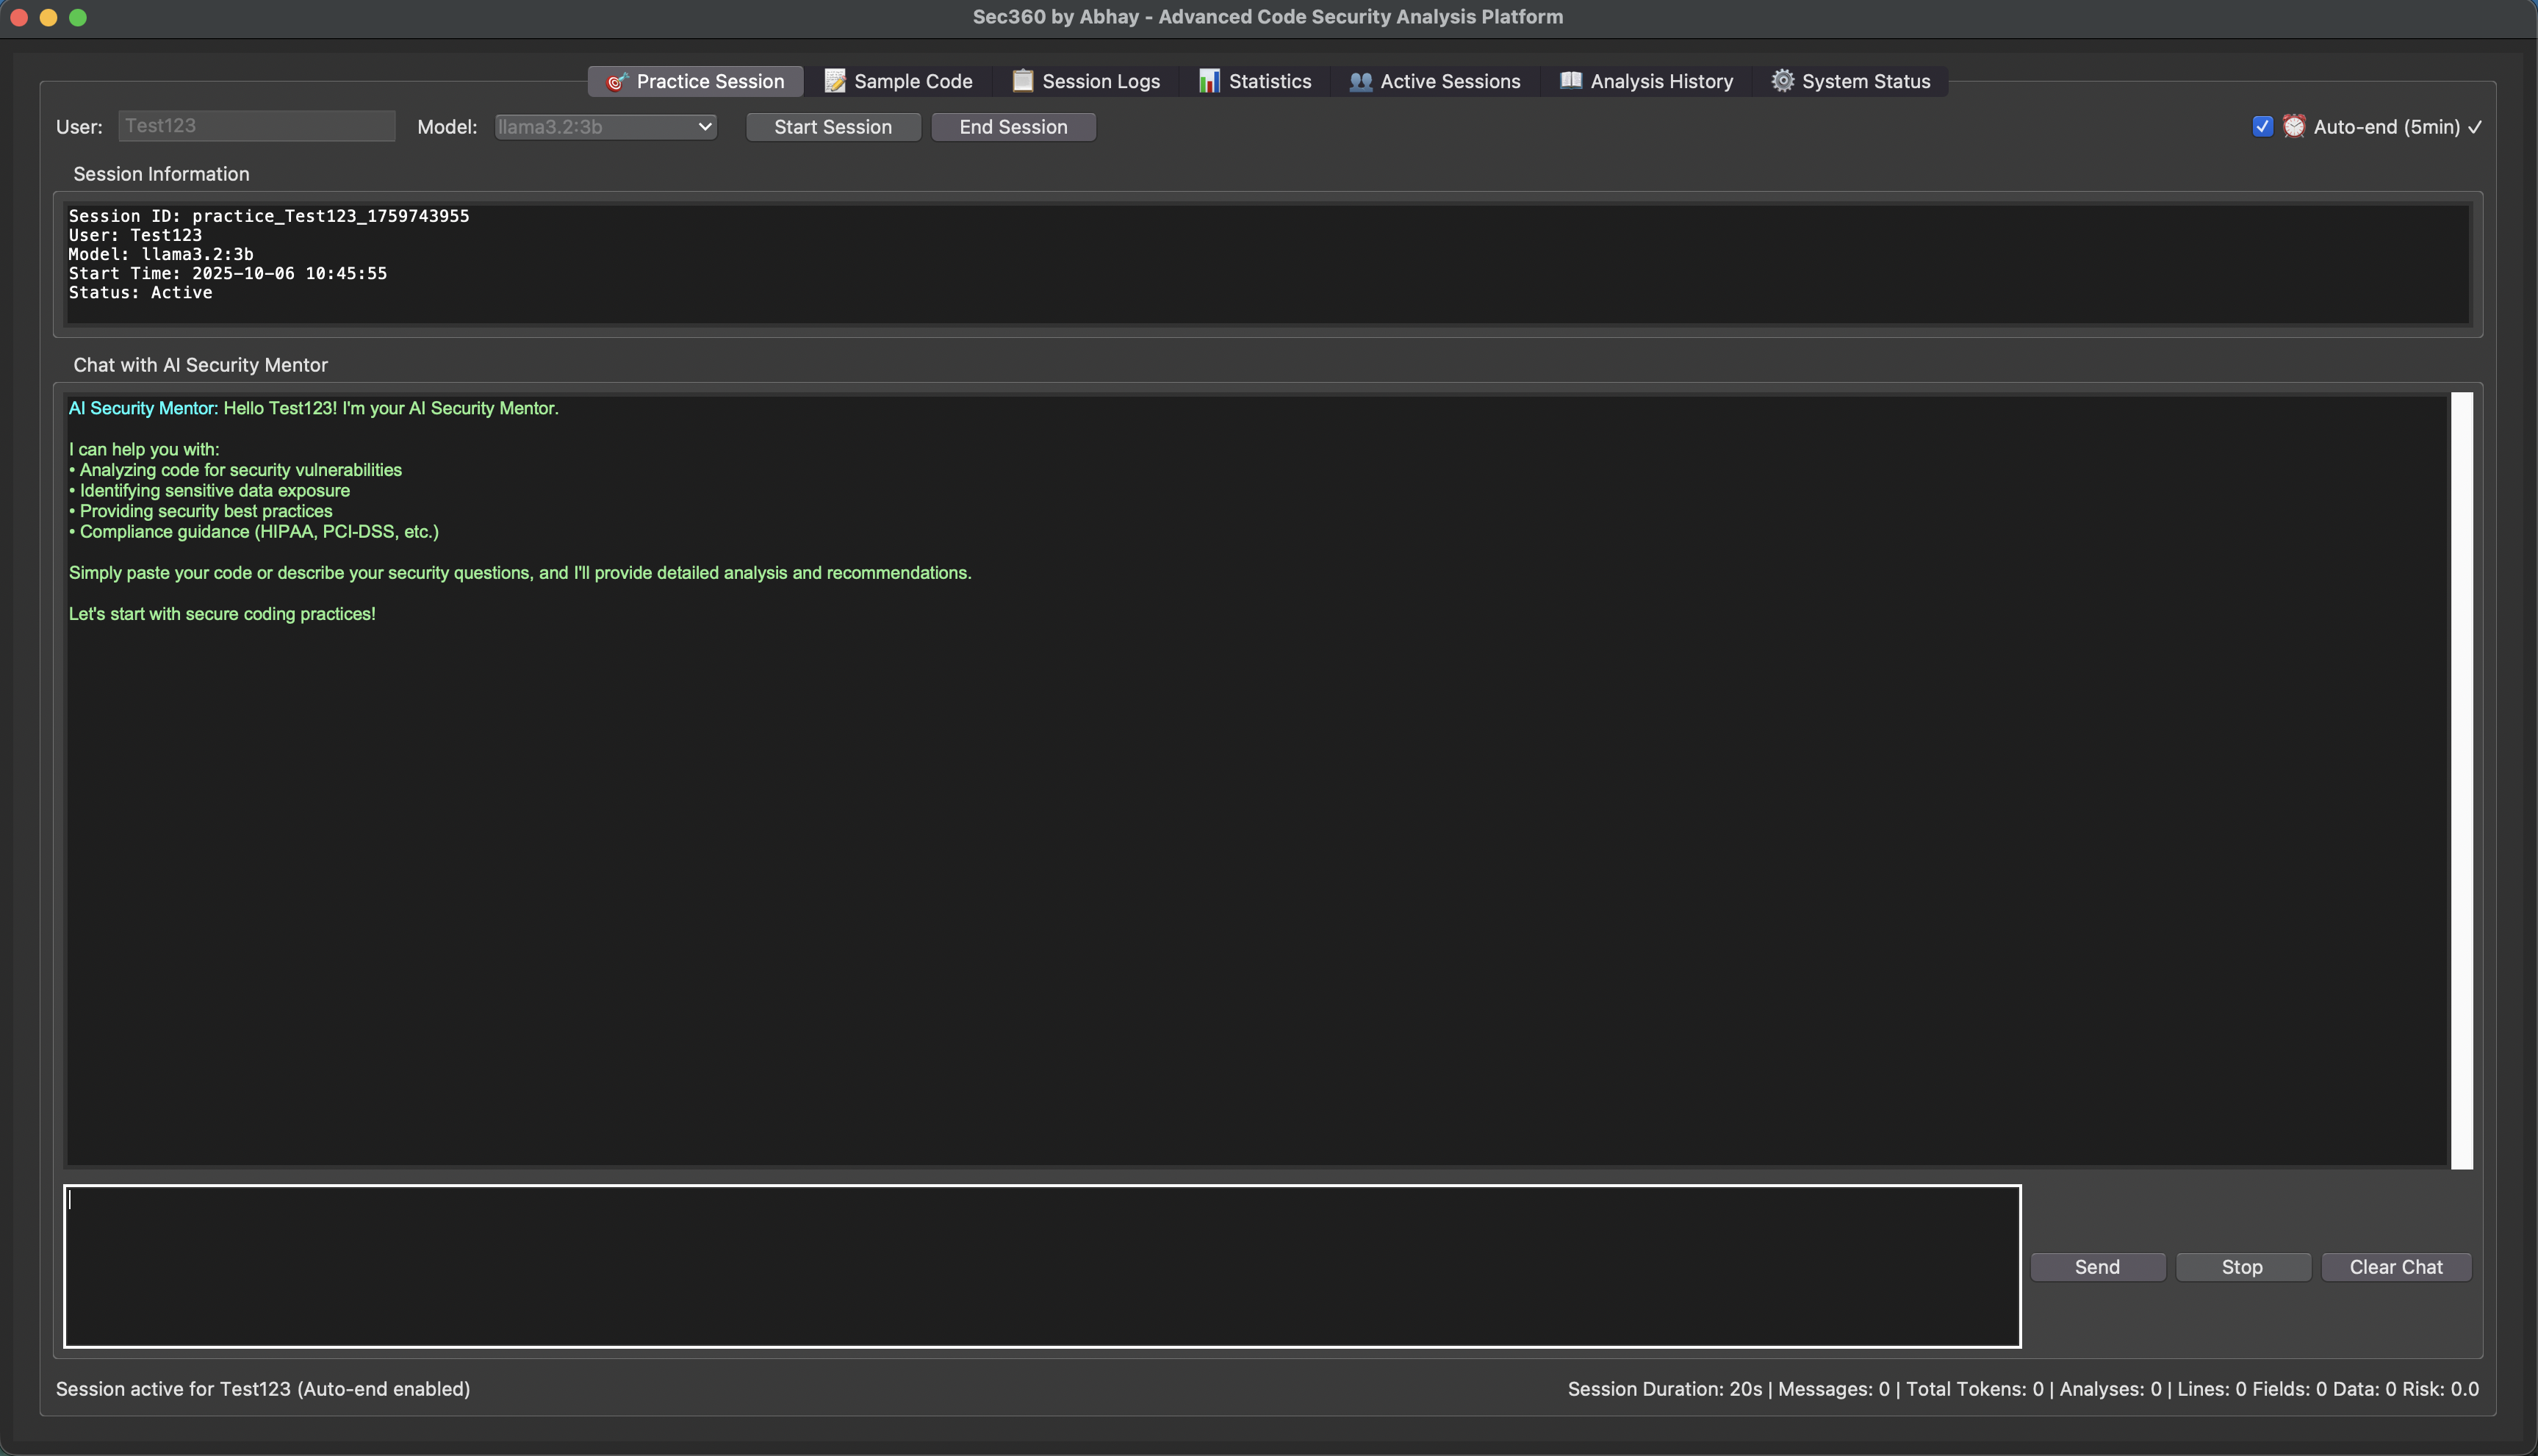 Sec360 by Abhay - Advanced Code Security Analysis Platform
Practice Session
Sample Code
Session Logs
Statistics
Active Sessions
Analysis History
System Status
User: Test123
Model: llama3.2:3b
Start Session
End Session
Auto-end (5min) ✓
Session Information
Session ID: practice_Test123_1759743955
User: Test123
Model: llama3.2:3b
Start Time: 2025-10-06 10:45:55
Status: Active
Chat with AI Security Mentor
AI Security Mentor: Hello Test123! I'm your AI Security Mentor.
I can help you with:
• Analyzing code for security vulnerabilities
• Identifying sensitive data exposure
• Providing security best practices
• Compliance guidance (HIPAA, PCI-DSS, etc.)
Simply paste your code or describe your security questions, and I'll provide detailed analysis and recommendations.
Let's start with secure coding practices!
Send
Stop
Clear Chat
Session active for Test123 (Auto-end enabled)
Session Duration: 20s | Messages: 0 | Total Tokens: 0 | Analyses: 0 | Lines: 0 Fields: 0 Data: 0 Risk: 0.0